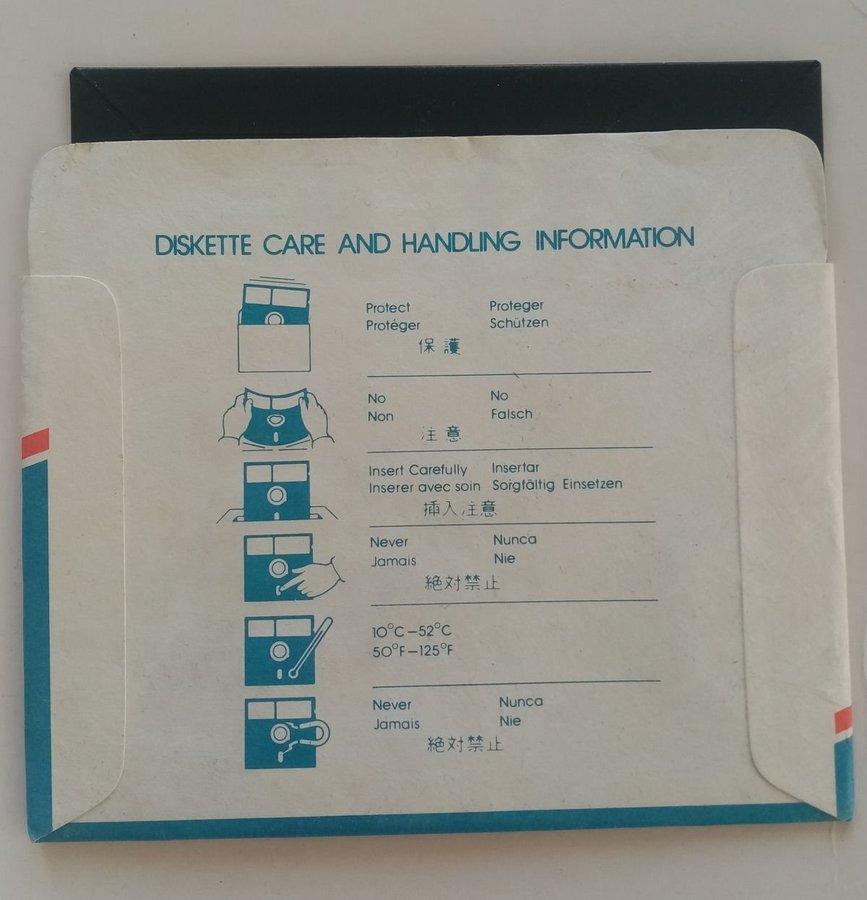 DISKETTE CARE AND HANDLING INFORMATION
Protect Proteger
Protéger Schützen
保護
No No
Non Falsch
注意
Insert Carefully Insertar
Inserer avec soin Sorgfältig Einsetzen
挿入注意
Never Nunca
Jamais Nie
絶対禁止
10°C–52°C
50°F–125°F
Never Nunca
Jamais Nie
絶対禁止